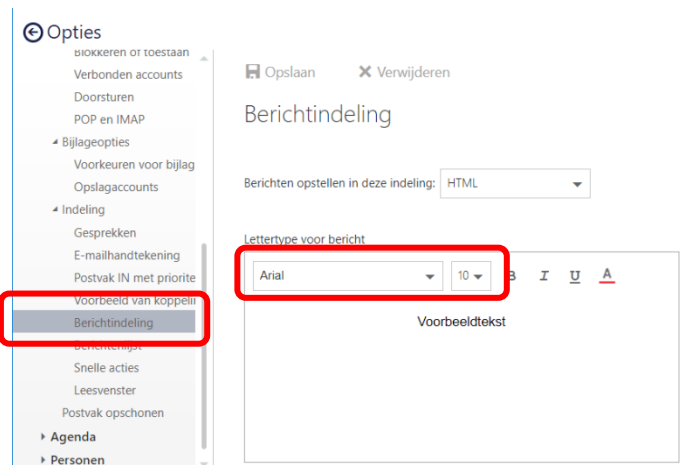 Opties
Blokkeren of toestaan
Verbonden accounts
Doorsturen
POP en IMAP
Bijlageopties
Voorkeuren voor bijlag
Opslagaccounts
Indeling
Gesprekken
E-mailhandtekening
Postvak IN met priorite
Voorbeeld van koppelin
Berichtindeling
Berichtenlijst
Snelle acties
Leesvenster
Postvak opschonen
Agenda
Personen
Opslaan Verwijderen
Berichtindeling
Berichten opstellen in deze indeling: HTML
Lettertype voor bericht
Arial 10 B I U A
Voorbeeldtekst